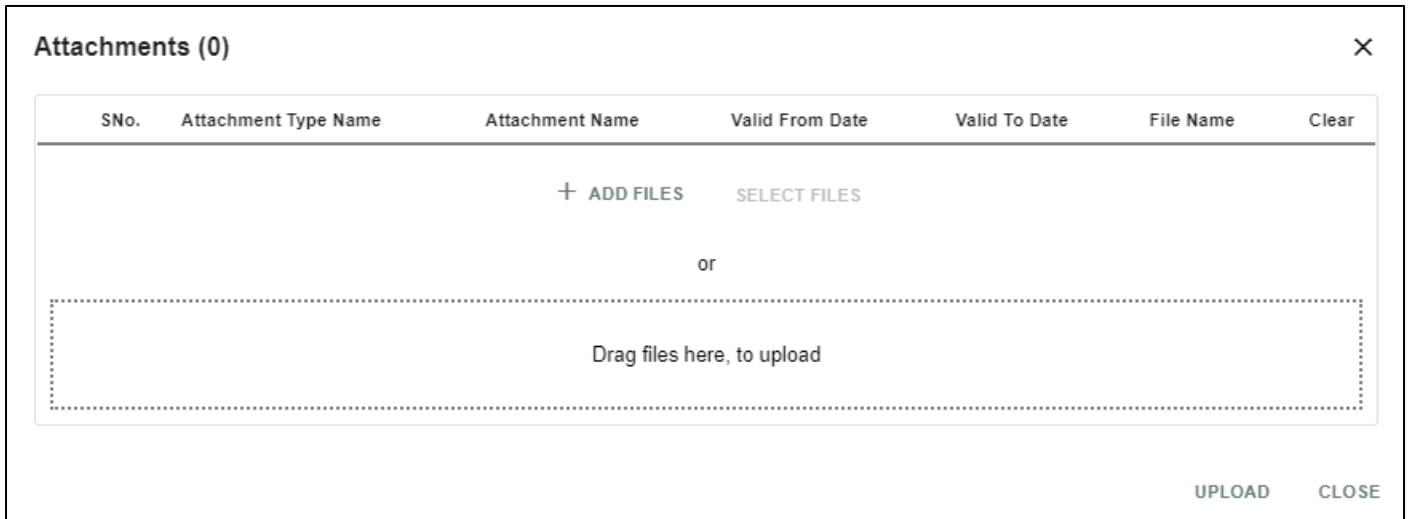 Attachments (0)
SNo. Attachment Type Name Attachment Name Valid From Date Valid To Date File Name Clear
+ ADD FILES SELECT FILES
or
Drag files here, to upload
UPLOAD CLOSE